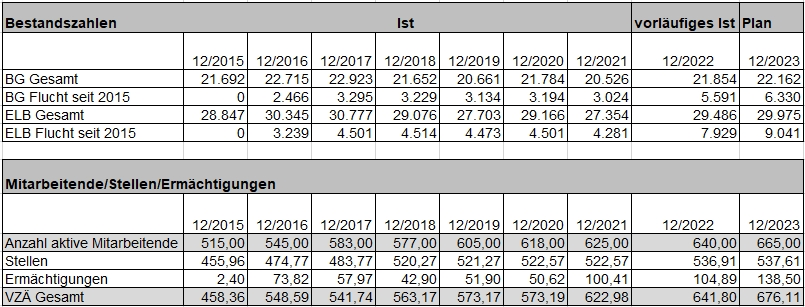 Bestandszahlen Ist vorläufiges Ist Plan
12/2015 12/2016 12/2017 12/2018 12/2019 12/2020 12/2021 12/2022 12/2023
BG Gesamt 21.692 22.715 22.923 21.652 20.661 21.784 20.526 21.854 22.162
BG Flucht seit 2015 0 2.466 3.295 3.229 3.134 3.194 3.024 5.591 6.330
ELB Gesamt 28.847 30.345 30.777 29.076 27.703 29.166 27.354 29.486 29.975
ELB Flucht seit 2015 0 3.239 4.501 4.514 4.473 4.501 4.281 7.929 9.041
Mitarbeitende/Stellen/Ermächtigungen
12/2015 12/2016 12/2017 12/2018 12/2019 12/2020 12/2021 12/2022 12/2023
Anzahl aktive Mitarbeitende 515,00 545,00 583,00 577,00 605,00 618,00 625,00 640,00 665,00
Stellen 455,96 474,77 483,77 520,27 521,27 522,57 522,57 536,91 537,61
Ermächtigungen 2,40 73,82 57,97 42,90 51,90 50,62 100,41 104,89 138,50
VZÄ Gesamt 458,36 548,59 541,74 563,17 573,17 573,19 622,98 641,80 676,11